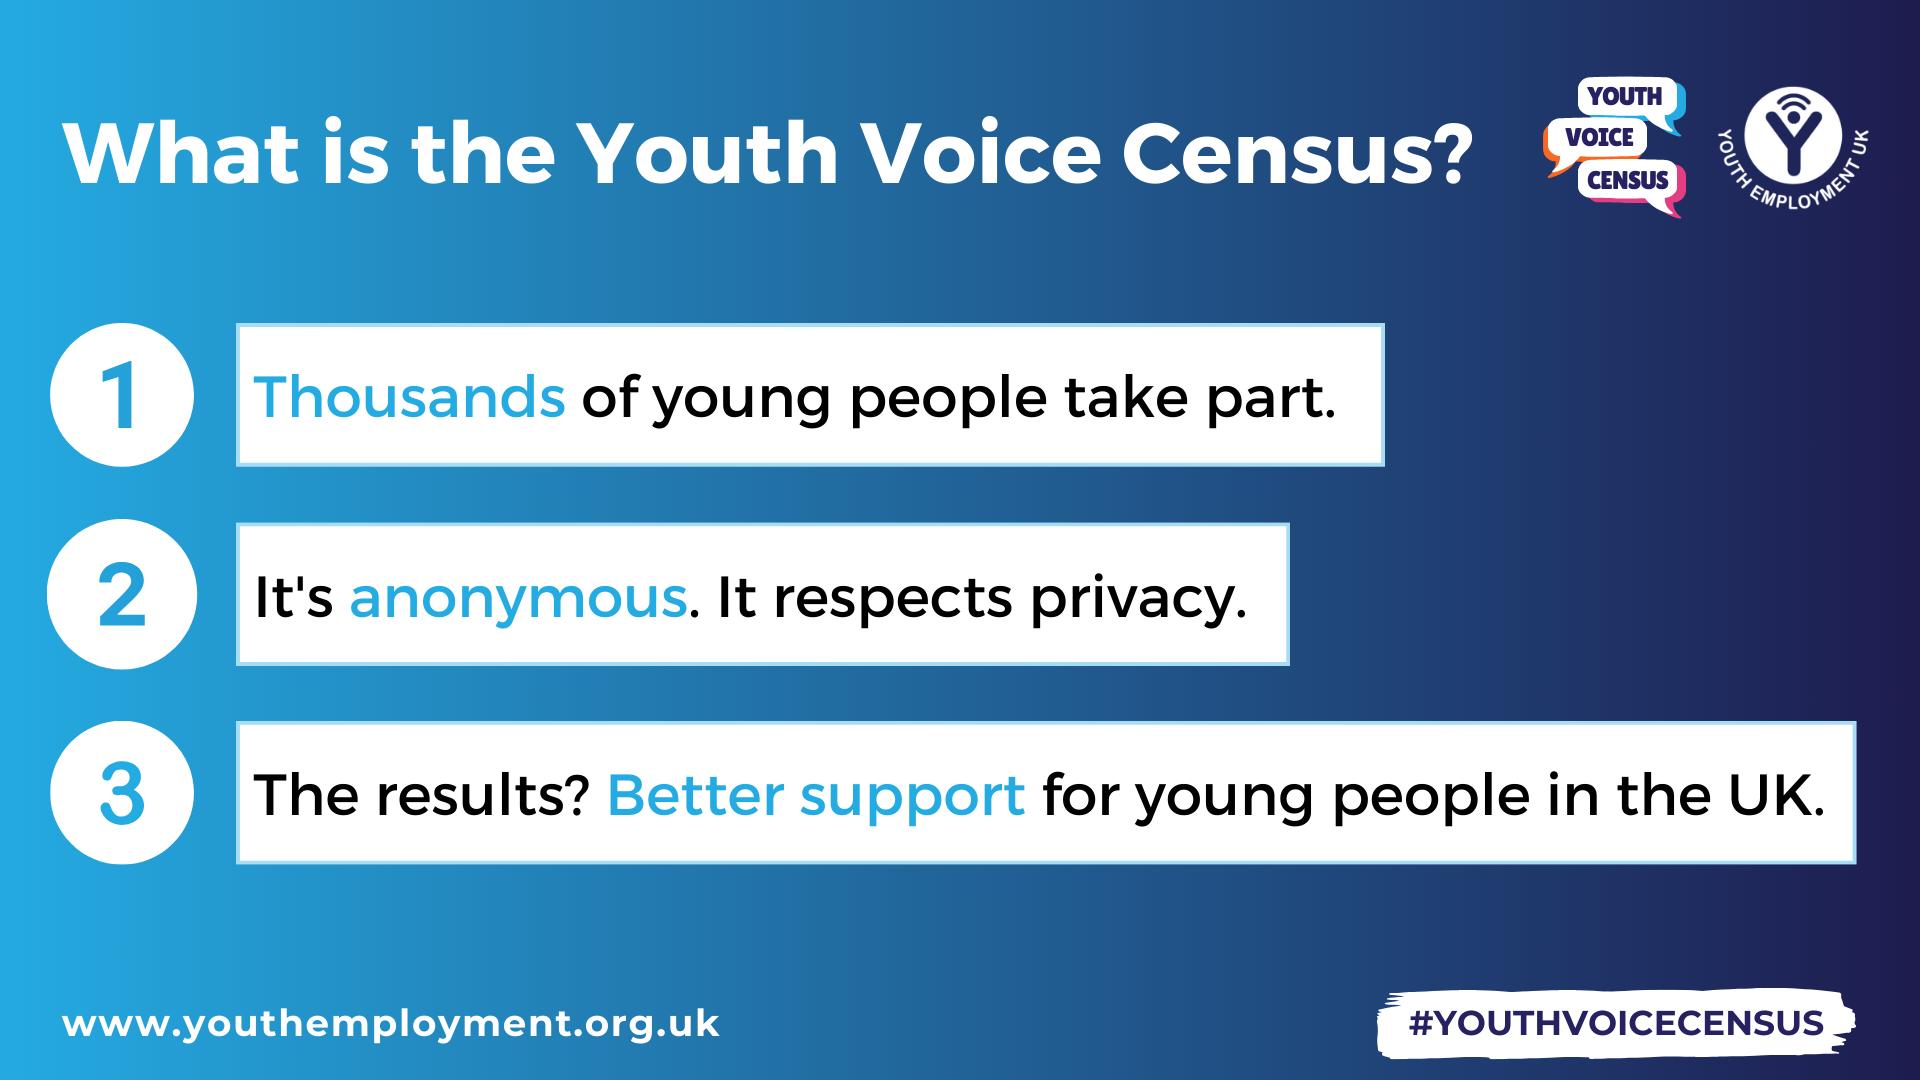 What is the Youth Voice Census?
YOUTH
VOICE
CENSUS
YOUTH EMPLOYMENT UK
1
Thousands of young people take part.
2
It's anonymous. It respects privacy.
3
The results? Better support for young people in the UK.
www.youthemployment.org.uk
#YOUTHVOICECENSUS